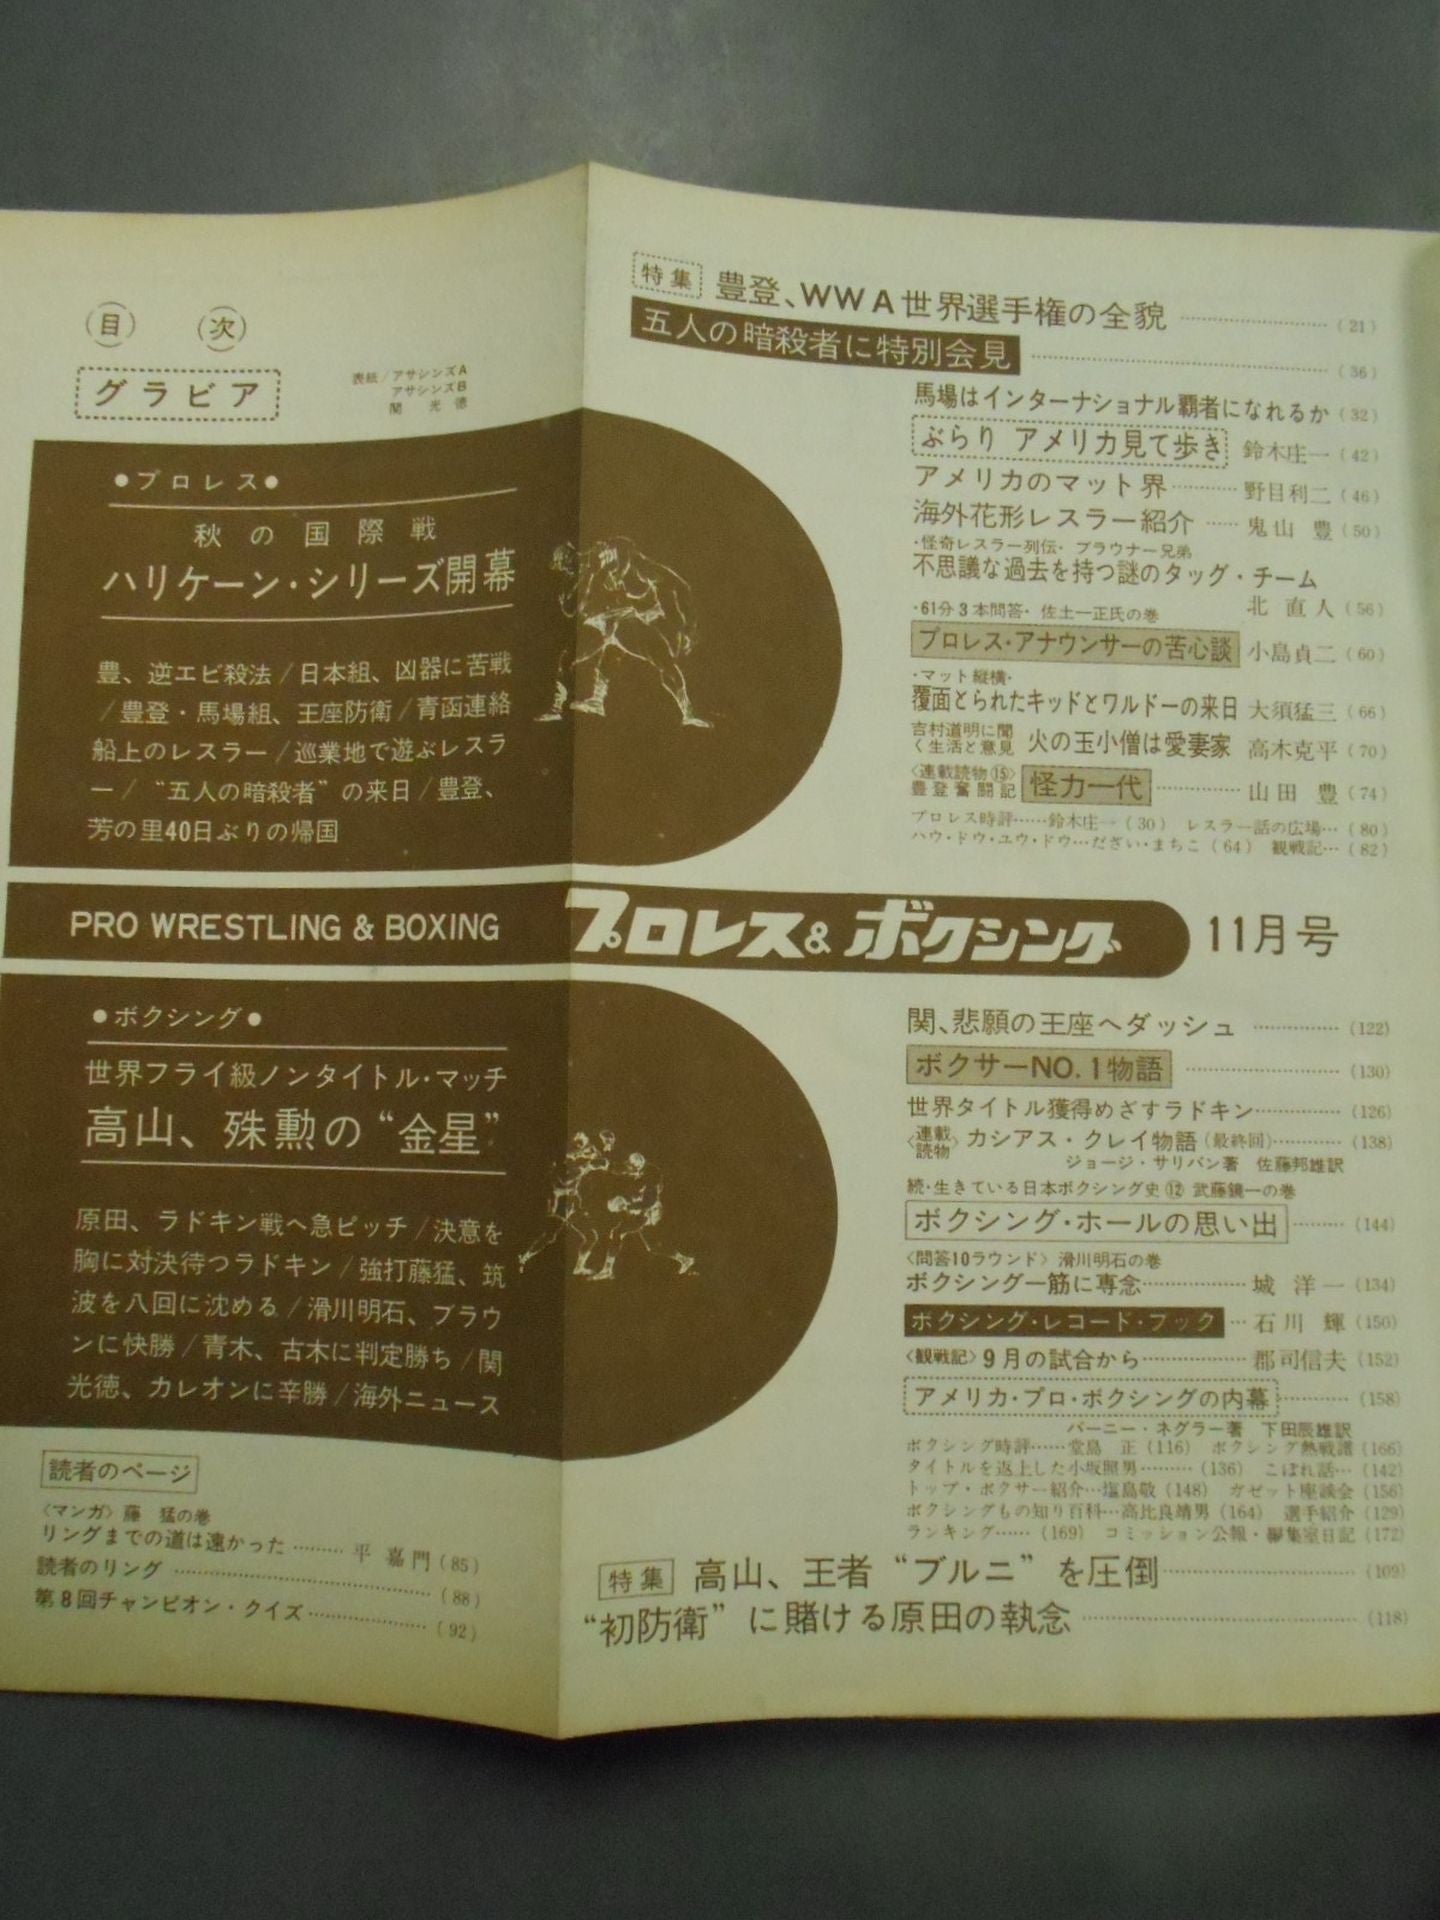 目次
グラビア
表紙/アサシンズA
アサシンズB
関光徳
●プロレス●
秋の国際戦
ハリケーン・シリーズ開幕
豊、逆エビ殺法/日本組、凶器に苦戦
/豊登・馬場組、王座防衛/青函連絡
船上のレスラー/巡業地で遊ぶレスラ
ー/“五人の暗殺者”の来日/豊登、
芳の里40日ぶりの帰国
特集 豊登、WWA世界選手権の全貌……(21)
五人の暗殺者に特別会見……(36)
馬場はインターナショナル覇者になれるか(32)
ぶらり アメリカ見て歩き 鈴木庄一(42)
アメリカのマット界……野目利二(46)
海外花形レスラー紹介……鬼山 豊(50)
・怪奇レスラー列伝・ブラウナー兄弟
不思議な過去を持つ謎のタッグ・チーム
北 直人(56)
・61分3本問答・佐土一正氏の巻
プロレス・アナウンサーの苦心談 小島貞二(60)
・マット縦横・
覆面とられたキッドとワルドーの来日 大須猛三(66)
吉村道明に聞く生活と意見 火の玉小僧は愛妻家 高木克平(70)
〈連載読物⑮〉豊登奮闘記 怪力一代……山田 豊(74)
プロレス時評……鈴木庄一(30) レスラー話の広場…(80)
ハウ・ドウ・ユウ・ドウ…だざい・まちこ(64) 観戦記…(82)
PRO WRESTLING & BOXING プロレス&ボクシング 11月号
●ボクシング●
世界フライ級ノンタイトル・マッチ
高山、殊勲の“金星”
原田、ラドキン戦へ急ピッチ/決意を
胸に対決待つラドキン/強打藤猛、筑
波を八回に沈める/滑川明石、ブラウ
ンに快勝/青木、古木に判定勝ち/関
光徳、カレオンに辛勝/海外ニュース
読者のページ
〈マンガ〉藤 猛の巻
リングまでの道は遠かった………平 嘉門(85)
読者のリング……(88)
第8回チャンピオン・クイズ……(92)
関、悲願の王座へダッシュ……(122)
ボクサーNO.1物語……(130)
世界タイトル獲得めざすラドキン……(126)
〈連載読物〉カシアス・クレイ物語(最終回)……(138)
ジョージ・サリバン著 佐藤邦雄訳
続・生きている日本ボクシング史⑫ 武藤鏡一の巻
ボクシング・ホールの思い出……(144)
〈問答10ラウンド〉滑川明石の巻
ボクシング一筋に専念……城 洋一(134)
ボクシング・レコード・ブック…石川 輝(150)
〈観戦記〉9月の試合から……郡司信夫(152)
アメリカ・プロ・ボクシングの内幕……(158)
バーニー・ネグラー著 下田辰雄訳
ボクシング時評……堂島 正(116) ボクシング熱戦譜(166)
タイトルを返上した小坂照男………(136) こぼれ話…(142)
トップ・ボクサー紹介…塩島敬(148) ガゼット座談会(156)
ボクシングもの知り百科…高比良靖男(164) 選手紹介(129)
ランキング……(169) コミッション公報・編集室日記(172)
特集 高山、王者“ブルニ”を圧倒……(109)
“初防衛”に賭ける原田の執念……(118)